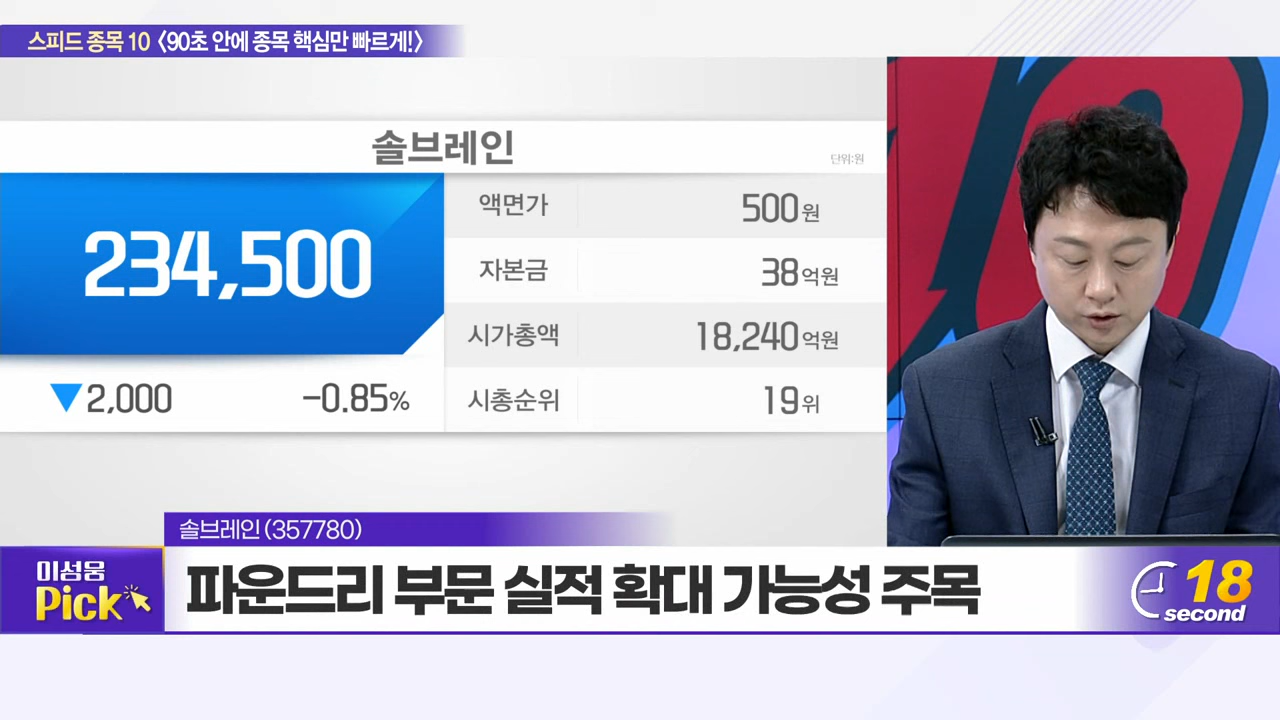 스피드 종목 10 〈90초 안에 종목 핵심만 빠르게!〉
솔브레인
단위:원
234,500
▼2,000 -0.85%
액면가 500원
자본금 38억원
시가총액 18,240억원
시총순위 19위
솔브레인(357780)
이성웅
Pick
파운드리 부문 실적 확대 가능성 주목
18
second